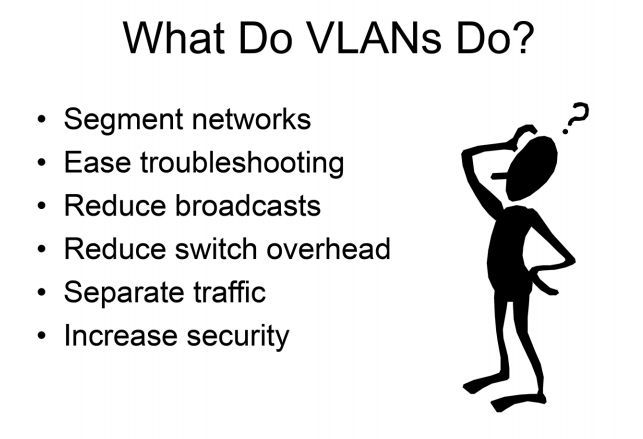 What Do VLANs Do?
• Segment networks
• Ease troubleshooting
• Reduce broadcasts
• Reduce switch overhead
• Separate traffic
• Increase security
?